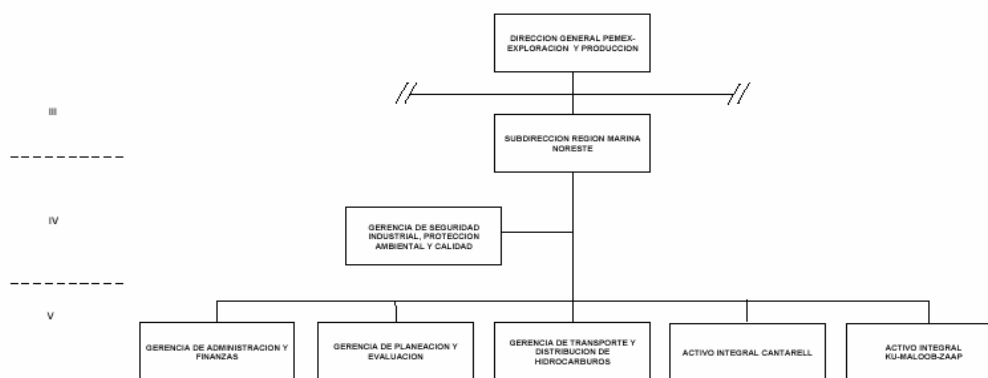 DIRECCION GENERAL PEMEX-
EXPLORACION Y PRODUCCION
III
SUBDIRECCION REGION MARINA
NORESTE
IV
GERENCIA DE SEGURIDAD
INDUSTRIAL, PROTECCION
AMBIENTAL Y CALIDAD
V
GERENCIA DE ADMINISTRACION Y
FINANZAS
GERENCIA DE PLANEACION Y
EVALUACION
GERENCIA DE TRANSPORTE Y
DISTRIBUCION DE
HIDROCARBUROS
ACTIVO INTEGRAL CANTARELL
ACTIVO INTEGRAL
KU-MALOOB-ZAAP